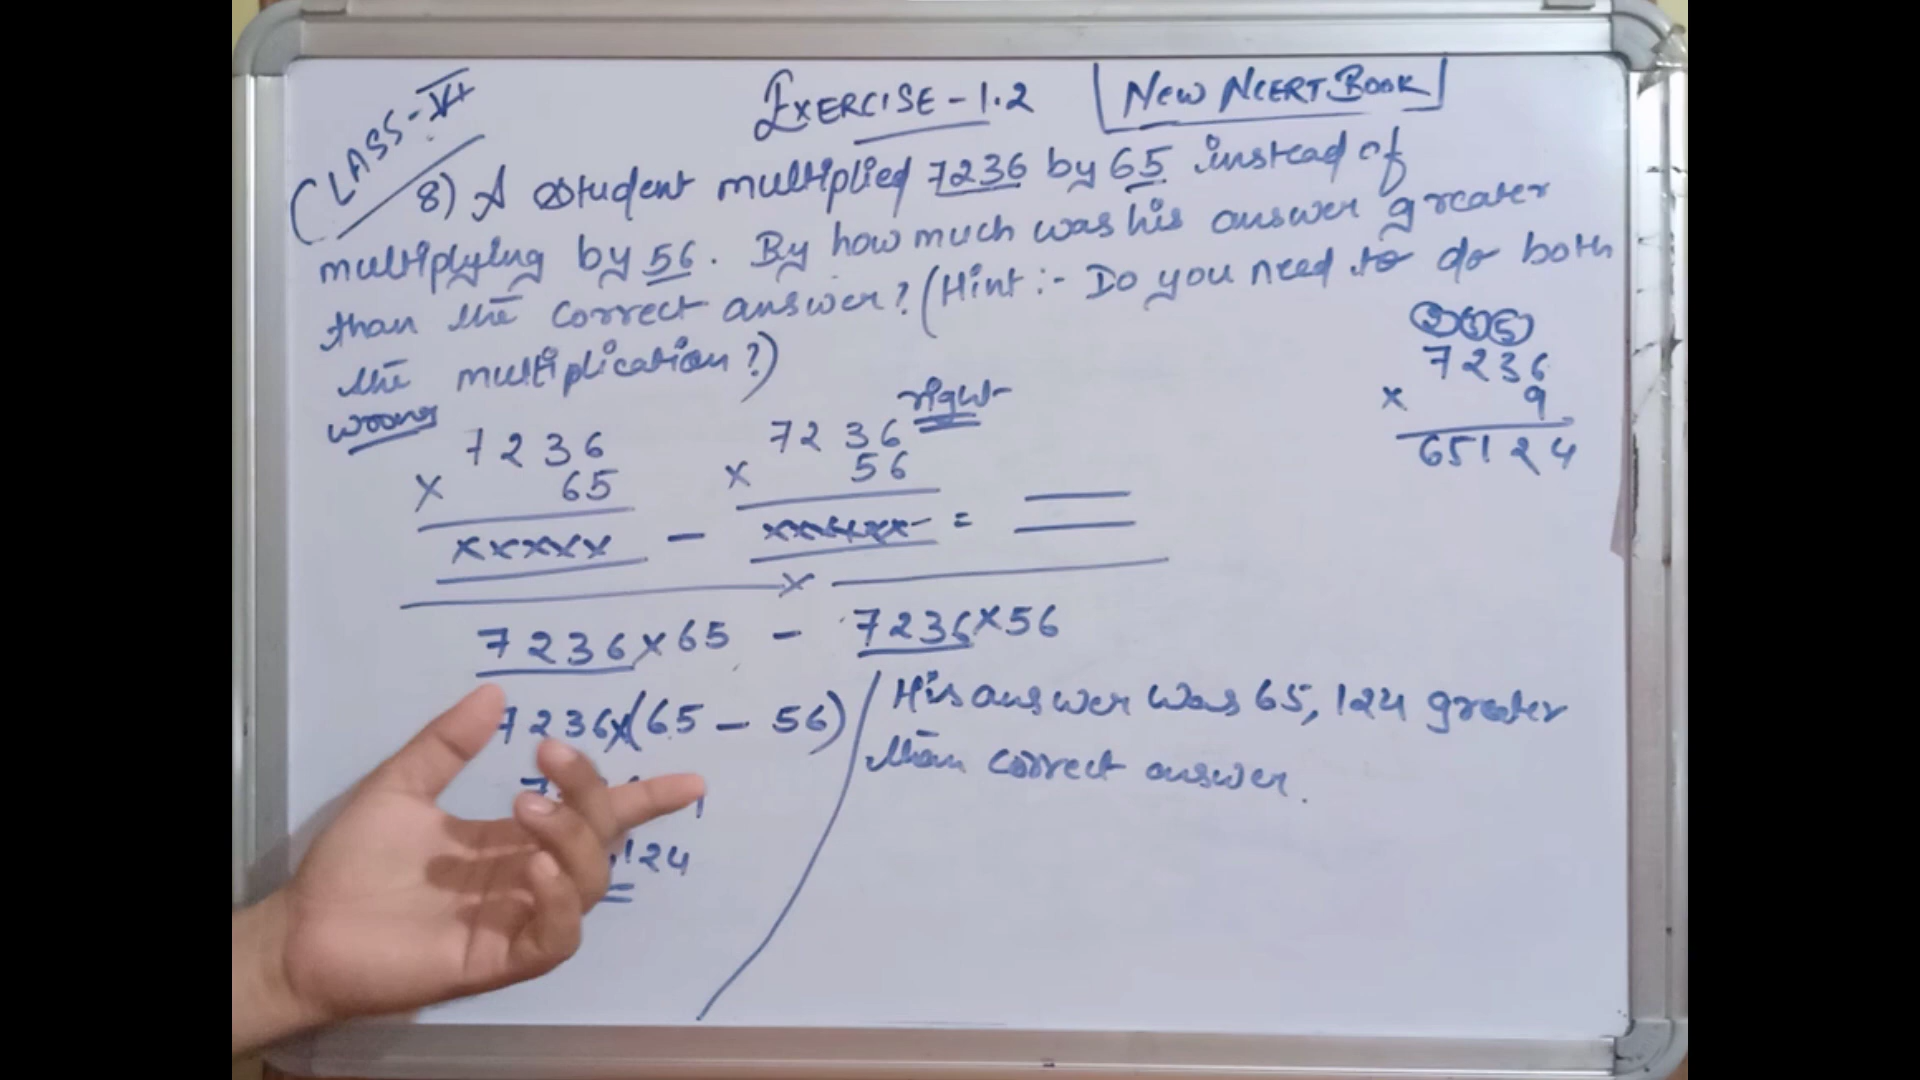 CLASS-VI
EXERCISE-1.2
NEW NCERT BOOK
8) A student multiplied 7236 by 65 instead of
multiplying by 56. By how much was his answer greater
than the correct answer? (Hint:- Do you need to do both
the multiplication?)
wrong
7236
× 65
×××××
-
right
7236
× 56
=
7236
× 9
65124
7236×65 - 7236×56
7236×(65-56)
124
His answer was 65,124 greater
than correct answer.